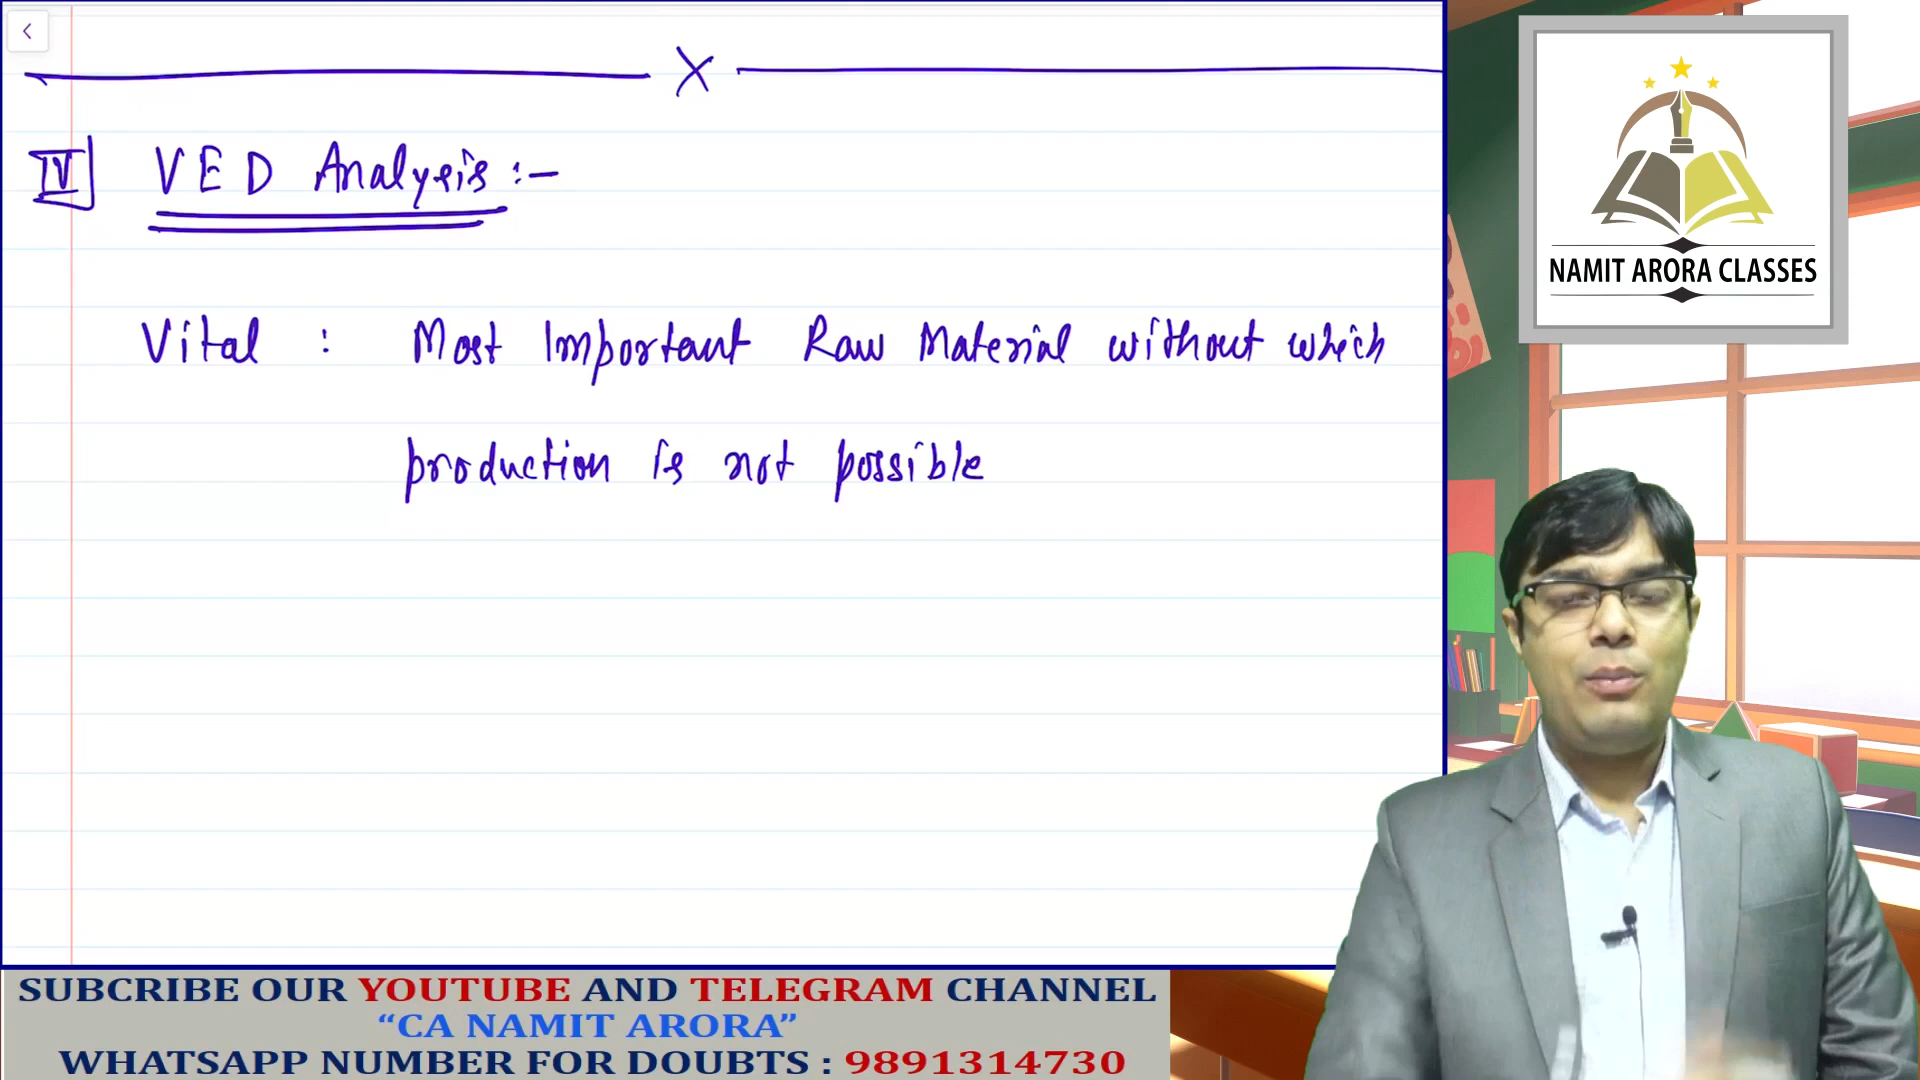 X
IV VED Analysis :-
Vital : Most Important Raw Material without which
production is not possible
NAMIT ARORA CLASSES
SUBCRIBE OUR YOUTUBE AND TELEGRAM CHANNEL
“CA NAMIT ARORA”
WHATSAPP NUMBER FOR DOUBTS : 9891314730